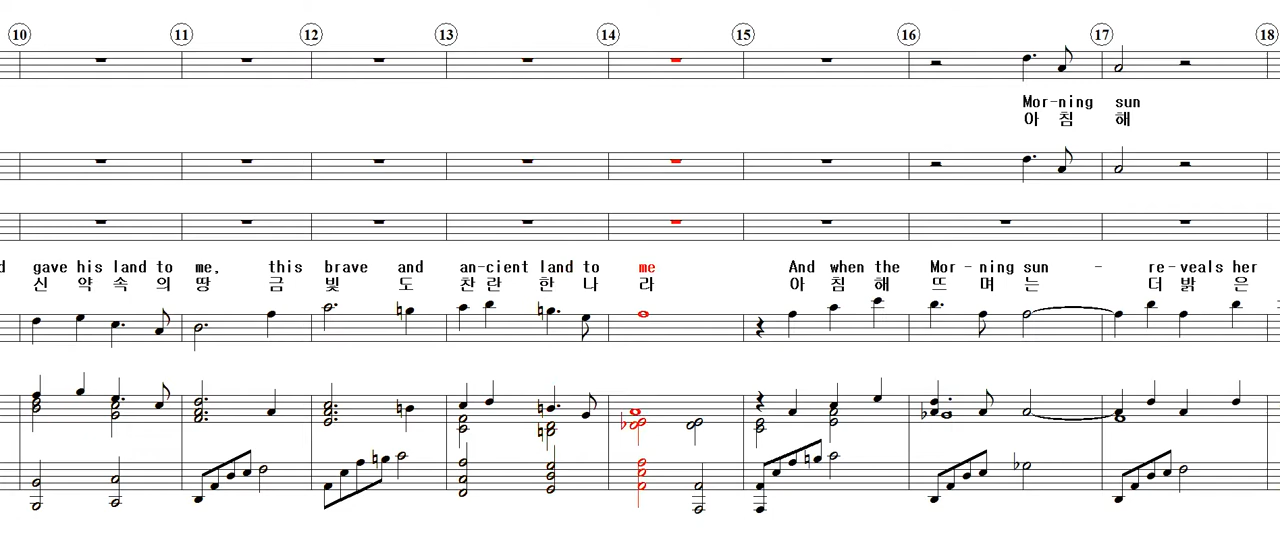 10 11 12 13 14 15 16 17 18
Mor-ning sun
아 침 해
d gave his land to me, this brave and an-cient land to me And when the Mor - ning sun - re-veals her
신 약 속 의 땅 금 빛 도 찬 란 한 나 라 아 침 해 뜨 며 는 더 밝 은